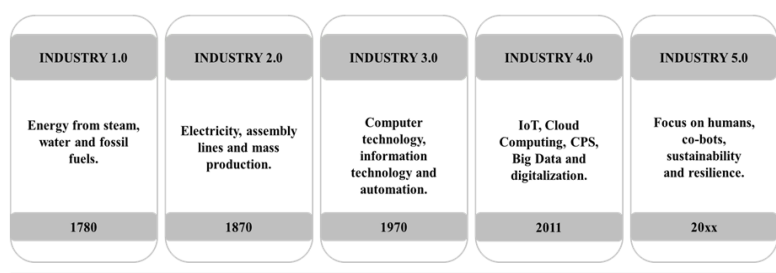 INDUSTRY 1.0
Energy from steam,
water and fossil
fuels.
1780
INDUSTRY 2.0
Electricity, assembly
lines and mass
production.
1870
INDUSTRY 3.0
Computer
technology,
information
technology and
automation.
1970
INDUSTRY 4.0
IoT, Cloud
Computing, CPS,
Big Data and
digitalization.
2011
INDUSTRY 5.0
Focus on humans,
co-bots,
sustainability
and resilience.
20xx